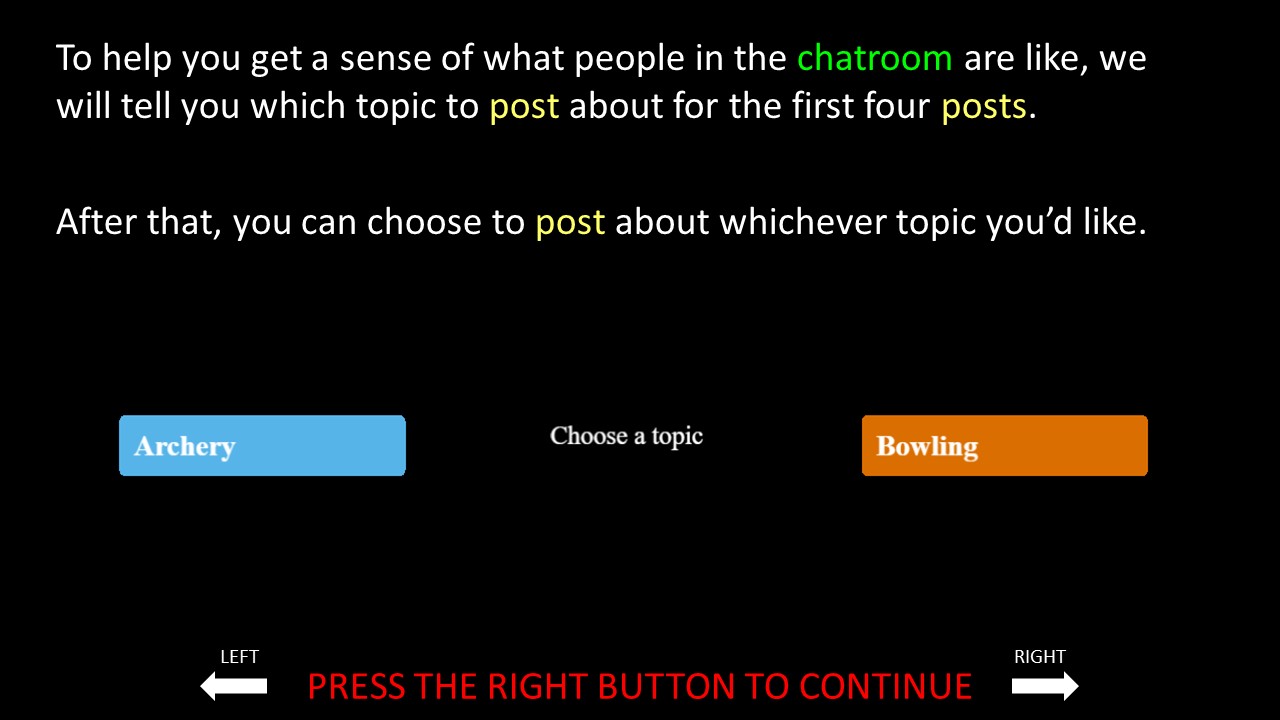 To help you get a sense of what people in the chatroom are like, we
will tell you which topic to post about for the first four posts.
After that, you can choose to post about whichever topic you’d like.
Archery
Choose a topic
Bowling
LEFT
RIGHT
PRESS THE RIGHT BUTTON TO CONTINUE